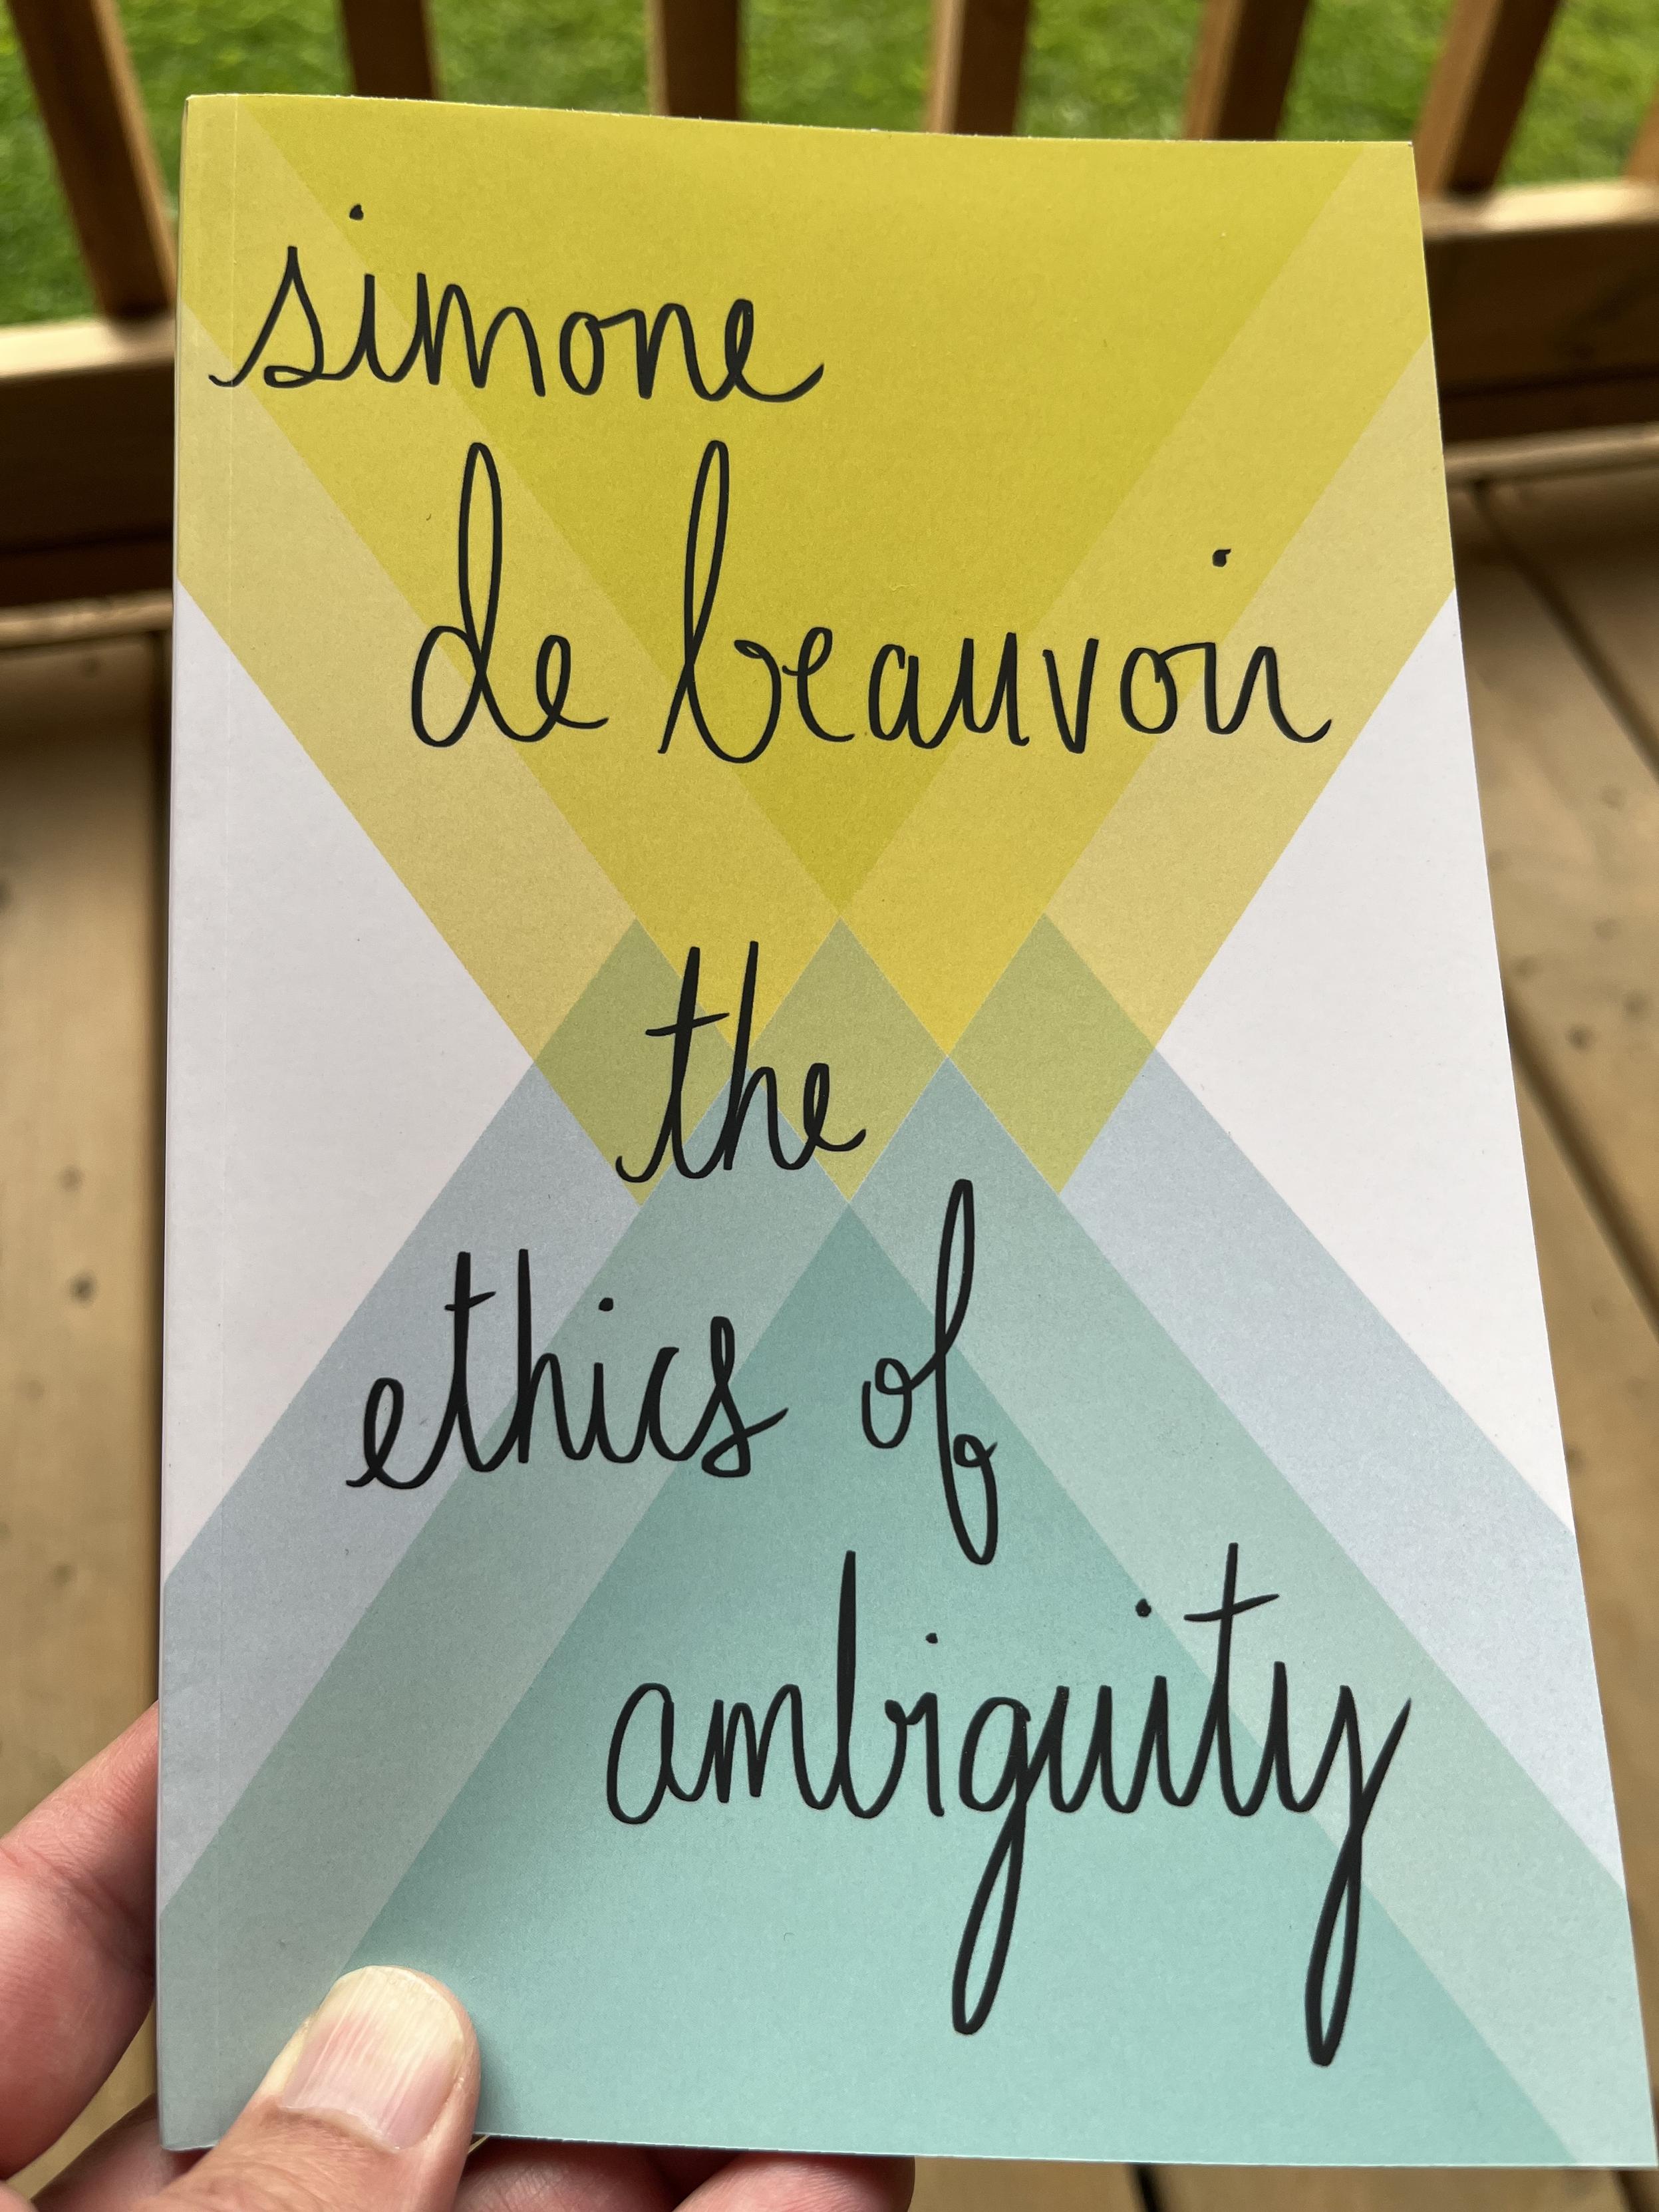 simone
de beauvoir
the
ethics of
ambiguity